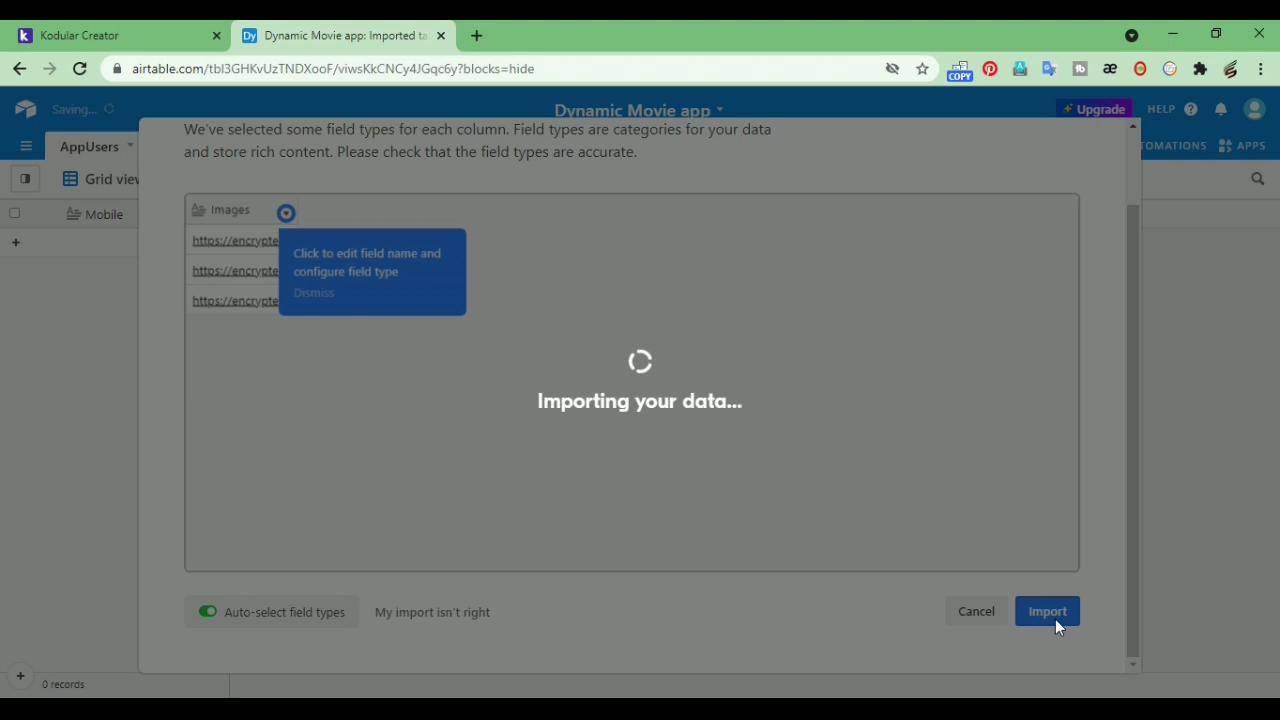 Kodular Creator
Dy Dynamic Movie app: Imported ta
airtable.com/tbl3GHKvUzTNDXooF/viwsKkCNCy4JGqc6y?blocks=hide
COPY
Saving...
Dynamic Movie app
Upgrade
HELP
AppUsers
TOMATIONS
APPS
We've selected some field types for each column. Field types are categories for your data
and store rich content. Please check that the field types are accurate.
Grid view
Mobile
Images
https://encrypte
https://encrypte
https://encrypte
Click to edit field name and
configure field type
Dismiss
Importing your data...
Auto-select field types
My import isn't right
Cancel
Import
0 records